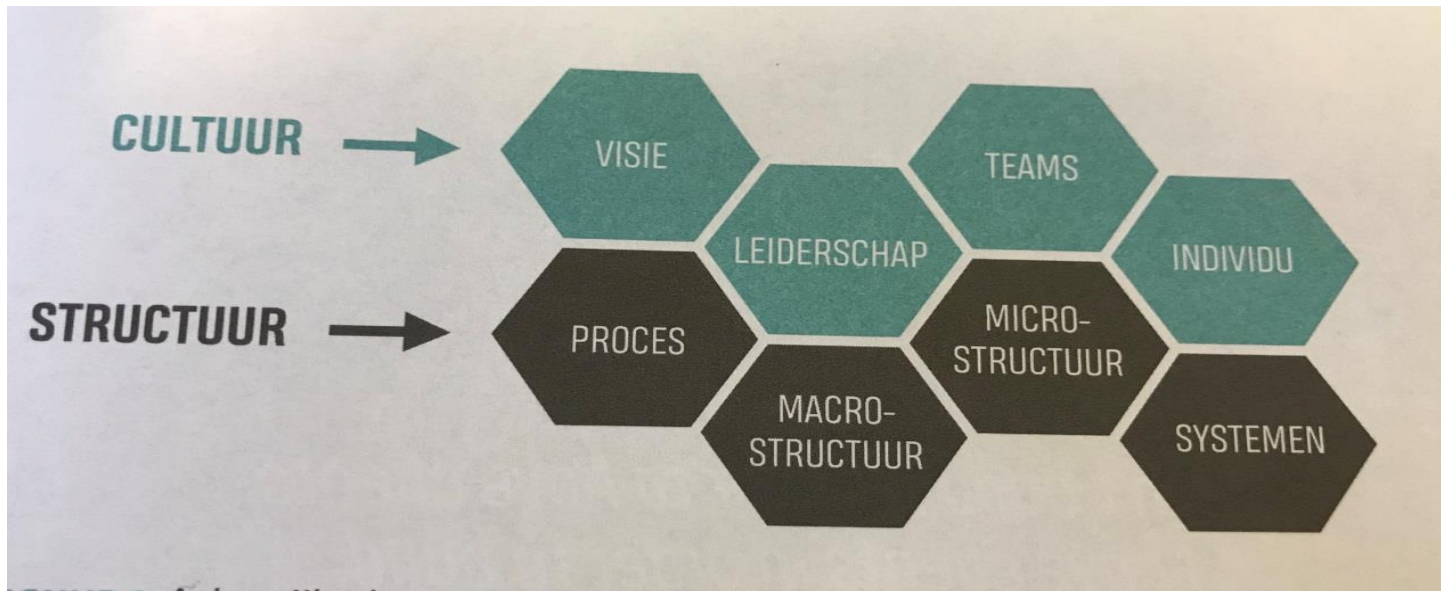 CULTUUR
VISIE
LEIDERSCHAP
TEAMS
INDIVIDU
STRUCTUUR
PROCES
MACRO-
STRUCTUUR
MICRO-
STRUCTUUR
SYSTEMEN